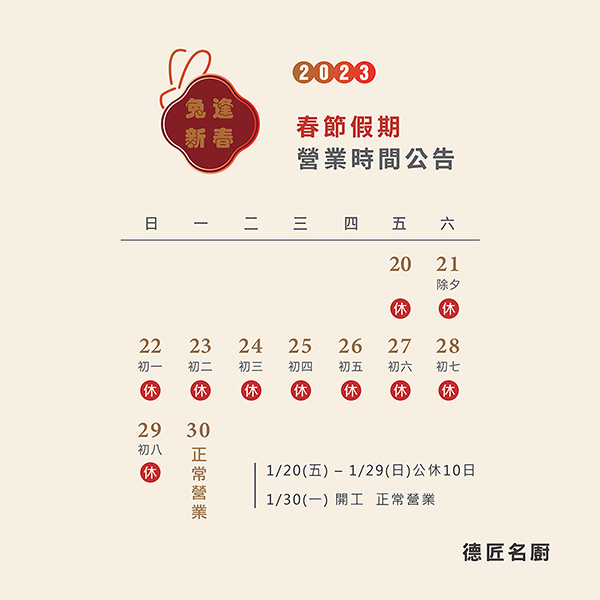 2023
兔逢
新春
春節假期
營業時間公告
日 一 二 三 四 五 六
20 21
除夕
休 休
22 23 24 25 26 27 28
初一 初二 初三 初四 初五 初六 初七
休 休 休 休 休 休 休
29 30
初八
休
正常營業
1/20(五) – 1/29(日)公休10日
1/30(一) 開工 正常營業
德匠名廚